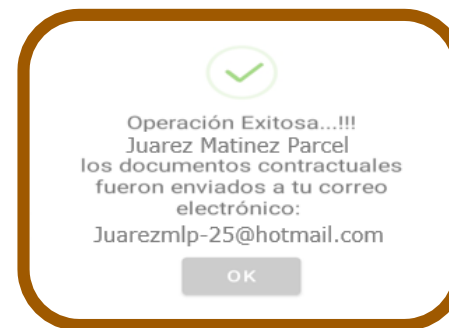 Operación Exitosa...!!!
Juarez Matinez Parcel
los documentos contractuales
fueron enviados a tu correo
electrónico:
Juarezmlp-25@hotmail.com
OK